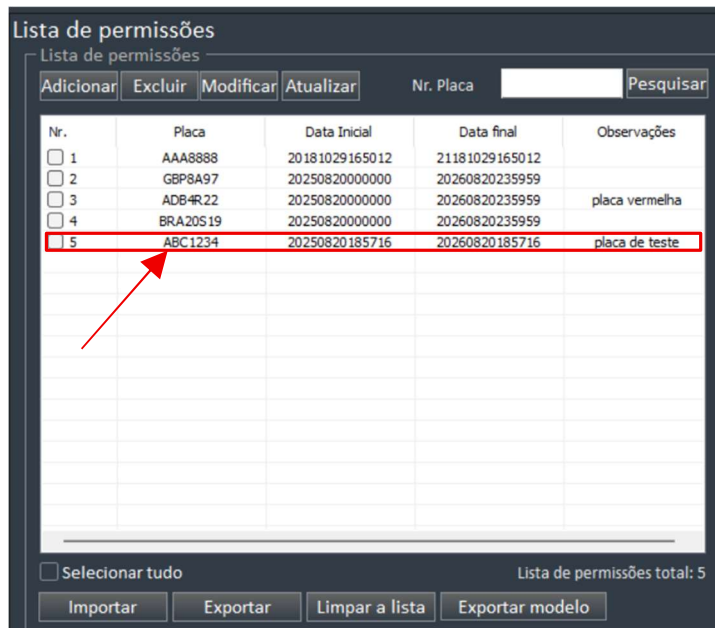 Lista de permissões
Lista de permissões
Adicionar Excluir Modificar Atualizar Nr. Placa Pesquisar
Nr. Placa Data Inicial Data final Observações
1 AAA8888 20181029165012 21181029165012
2 GBP8A97 20250820000000 20260820235959
3 ADB4R22 20250820000000 20260820235959 placa vermelha
4 BRA20S19 20250820000000 20260820235959
5 ABC1234 20250820185716 20260820185716 placa de teste
Selecionar tudo Lista de permissões total: 5
Importar Exportar Limpar a lista Exportar modelo